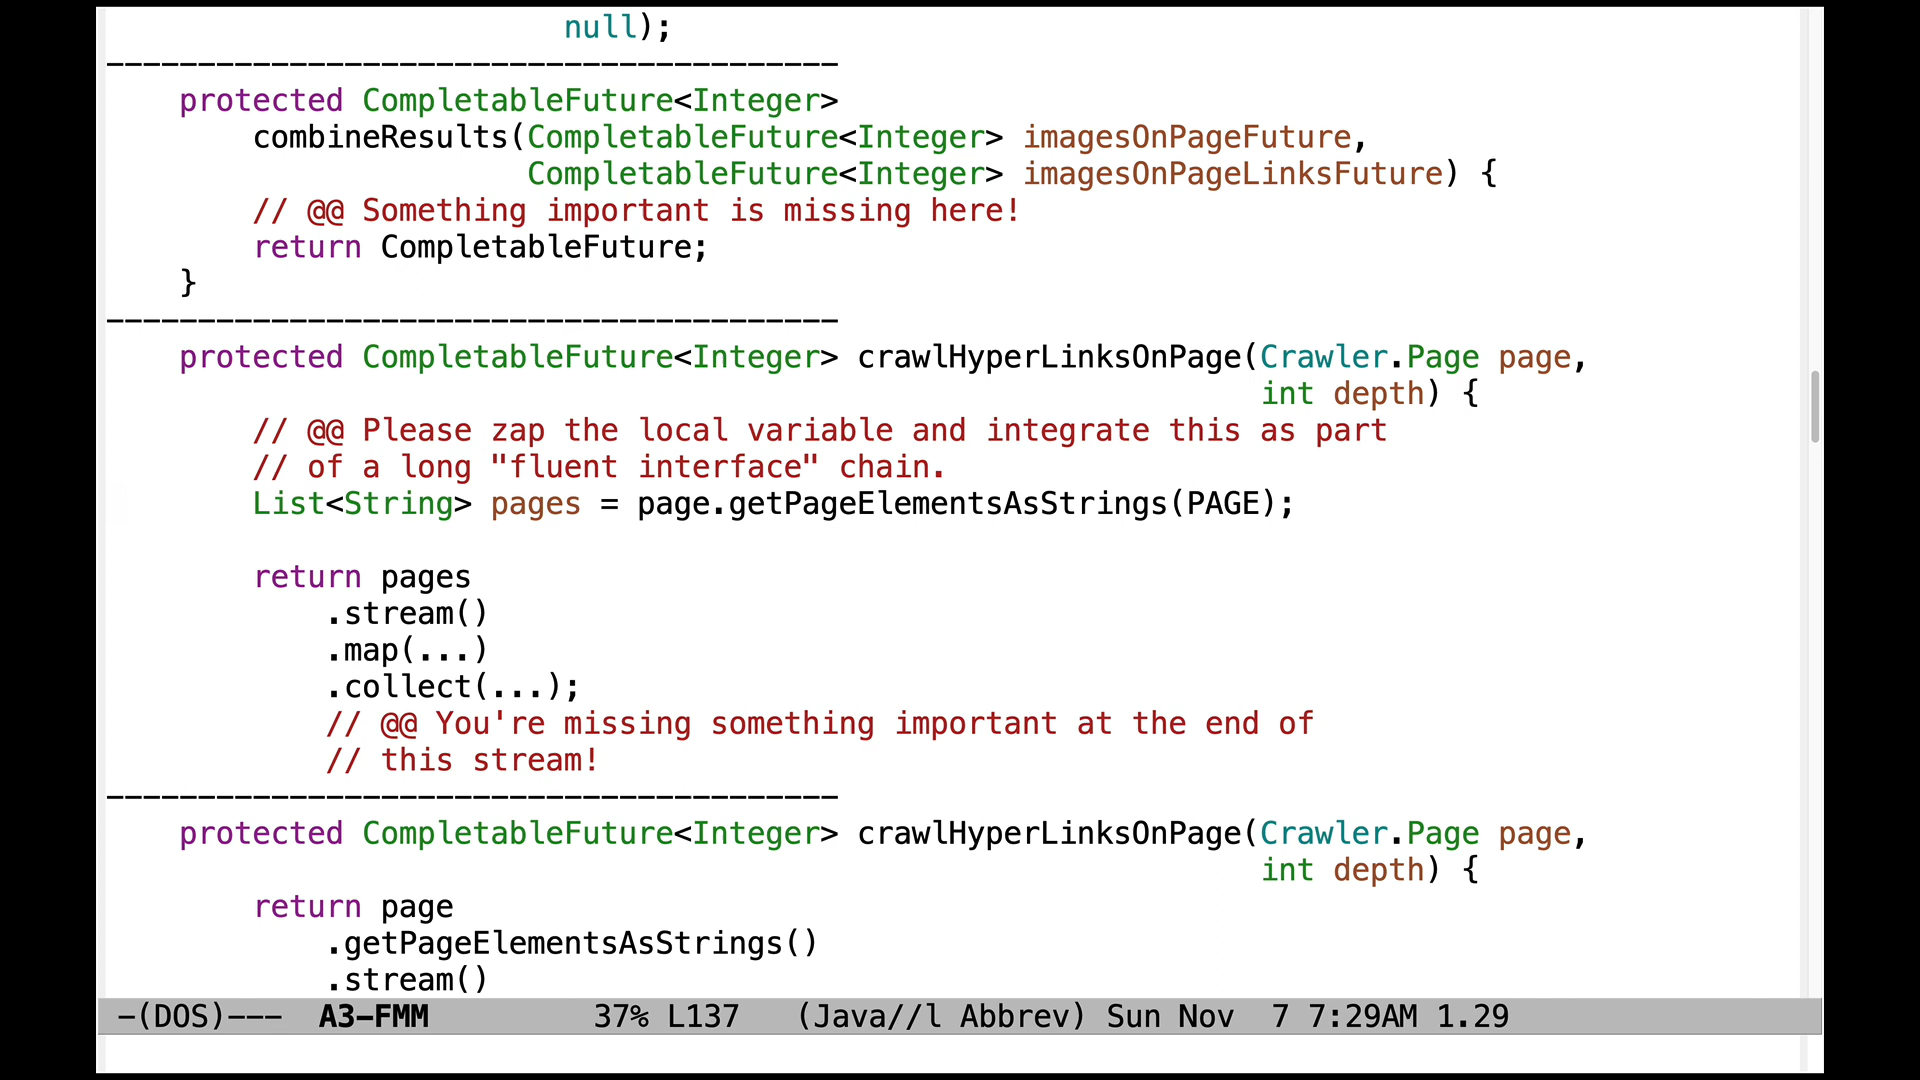 null);
----------------------------------------
protected CompletableFuture<Integer>
combineResults(CompletableFuture<Integer> imagesOnPageFuture,
CompletableFuture<Integer> imagesOnPageLinksFuture) {
// @@ Something important is missing here!
return CompletableFuture;
}
----------------------------------------
protected CompletableFuture<Integer> crawlHyperLinksOnPage(Crawler.Page page,
int depth) {
// @@ Please zap the local variable and integrate this as part
// of a long "fluent interface" chain.
List<String> pages = page.getPageElementsAsStrings(PAGE);
return pages
.stream()
.map(...)
.collect(...);
// @@ You're missing something important at the end of
// this stream!
----------------------------------------
protected CompletableFuture<Integer> crawlHyperLinksOnPage(Crawler.Page page,
int depth) {
return page
.getPageElementsAsStrings()
.stream()
-(DOS)--- A3-FMM 37% L137 (Java//l Abbrev) Sun Nov 7 7:29AM 1.29